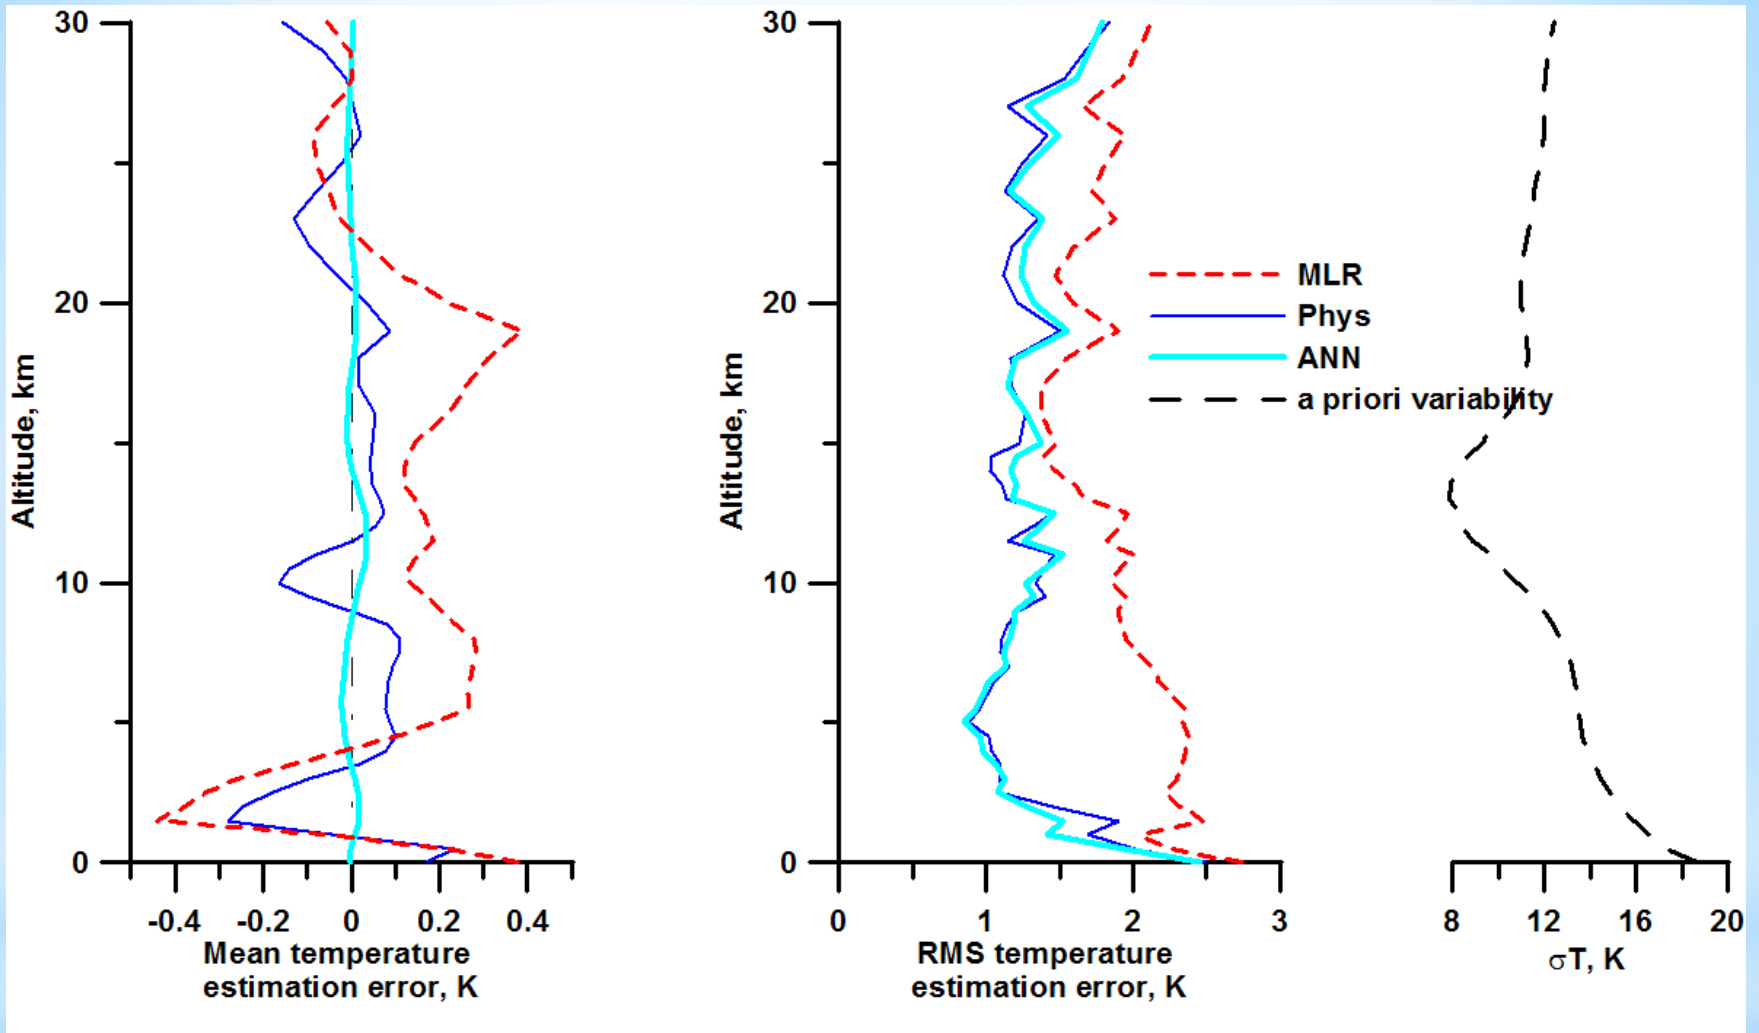 30
20
10
0
Altitude, km
-0.4 -0.2 0 0.2 0.4
Mean temperature
estimation error, K
30
20
10
0
Altitude, km
0 1 2 3
RMS temperature
estimation error, K
MLR
Phys
ANN
a priori variability
8 12 16 20
σT, K